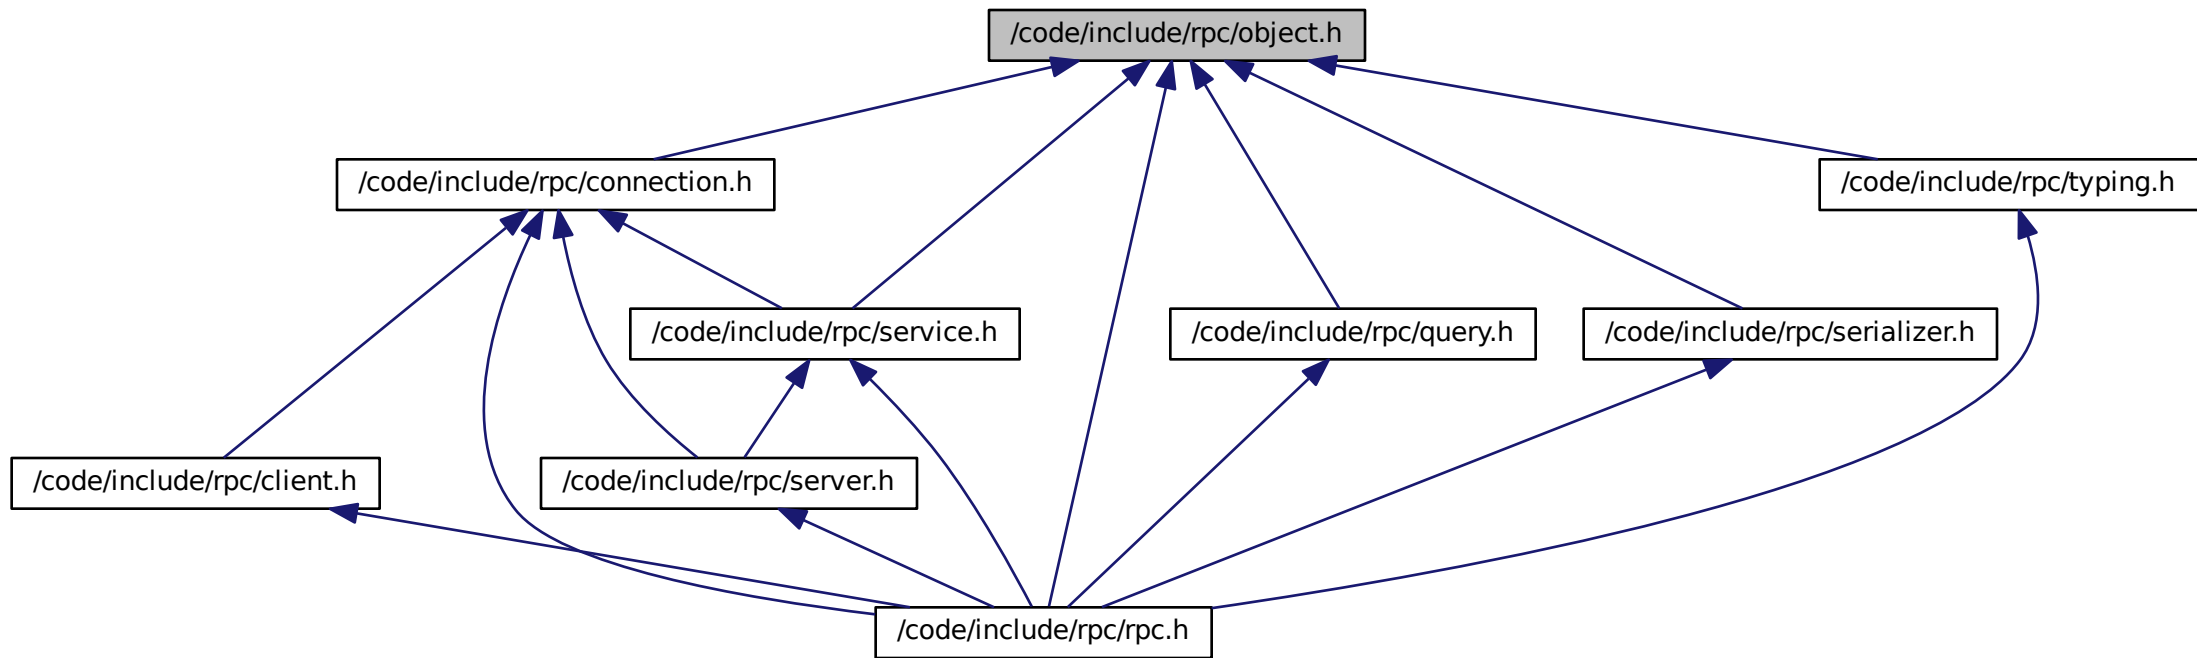 /code/include/rpc/object.h
/code/include/rpc/connection.h
/code/include/rpc/typing.h
/code/include/rpc/service.h
/code/include/rpc/query.h
/code/include/rpc/serializer.h
/code/include/rpc/client.h
/code/include/rpc/server.h
/code/include/rpc/rpc.h